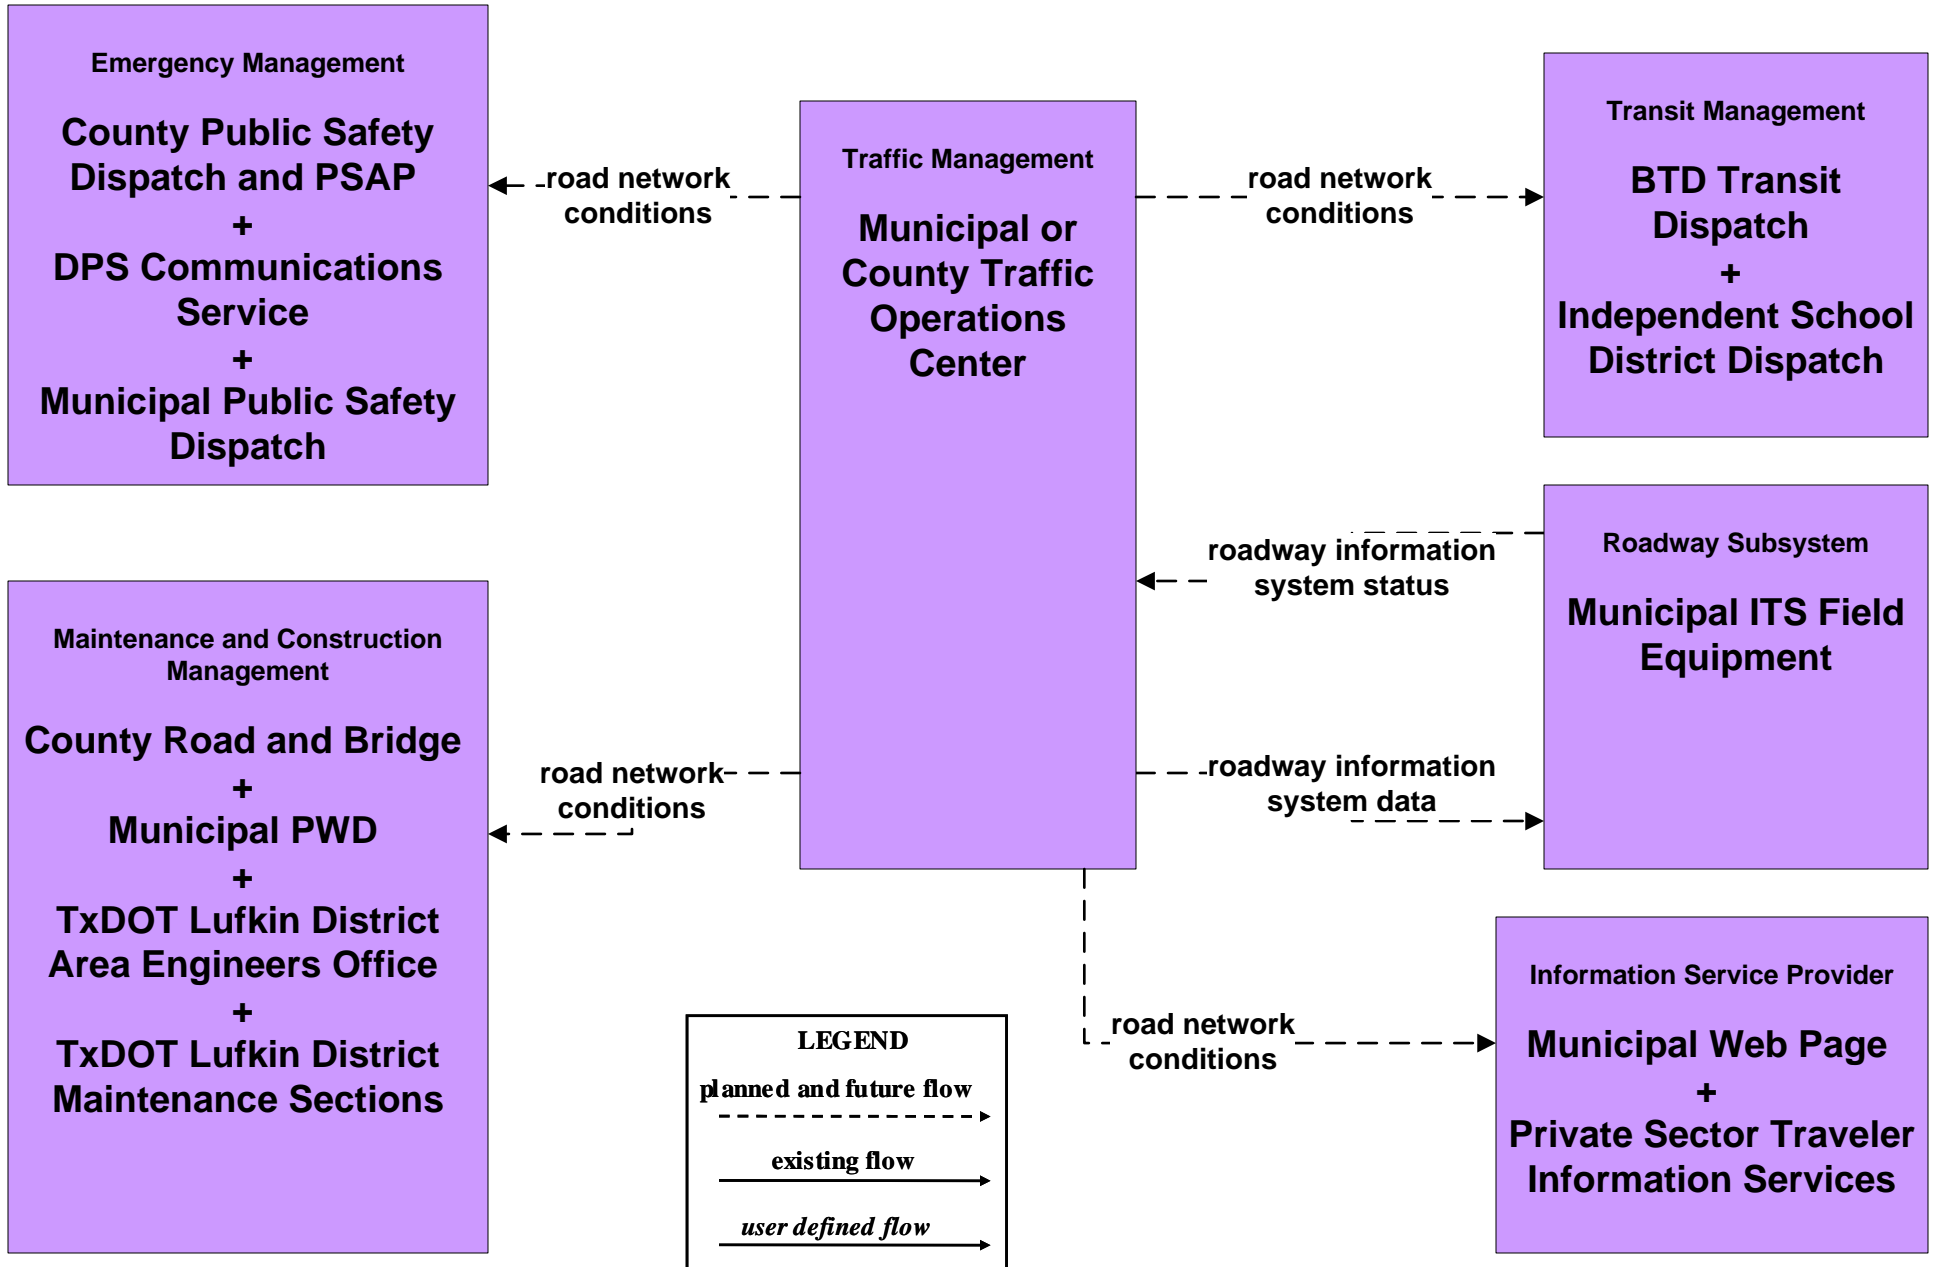 Emergency Management
County Public Safety
Dispatch and PSAP
+
DPS Communications
Service
+
Municipal Public Safety
Dispatch
road network
conditions
Traffic Management
Municipal or
County Traffic
Operations
Center
road network
conditions
Transit Management
BTD Transit
Dispatch
+
Independent School
District Dispatch
roadway information
system status
Roadway Subsystem
Municipal ITS Field
Equipment
roadway information
system data
Maintenance and Construction
Management
County Road and Bridge
+
Municipal PWD
+
TxDOT Lufkin District
Area Engineers Office
+
TxDOT Lufkin District
Maintenance Sections
road network
conditions
road network
conditions
Information Service Provider
Municipal Web Page
+
Private Sector Traveler
Information Services
LEGEND
planned and future flow
existing flow
user defined flow